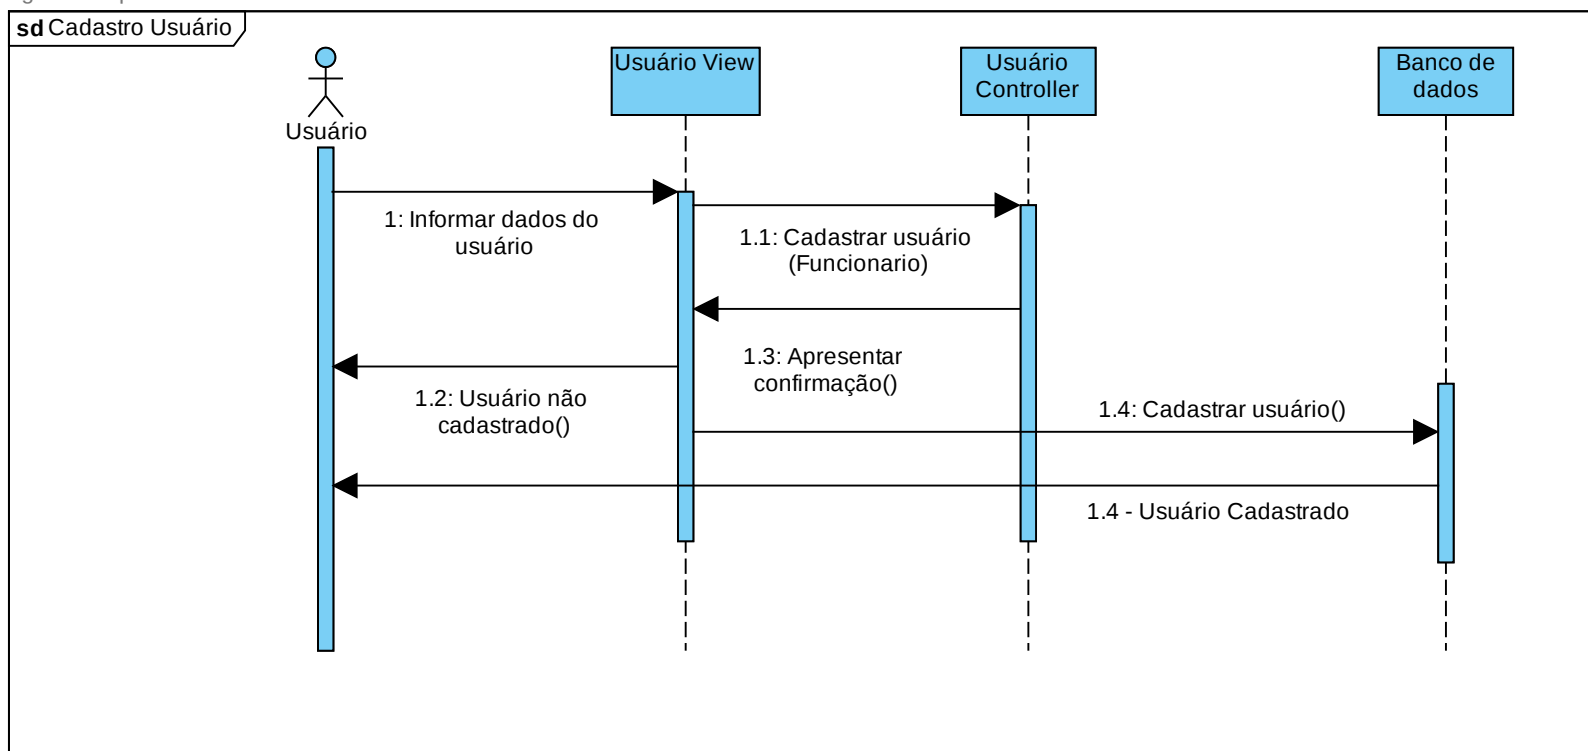 sd Cadastro Usuário
Usuário
Usuário View
Usuário
Controller
Banco de
dados
1: Informar dados do
usuário
1.1: Cadastrar usuário
(Funcionario)
1.3: Apresentar
confirmação()
1.2: Usuário não
cadastrado()
1.4: Cadastrar usuário()
1.4 - Usuário Cadastrado